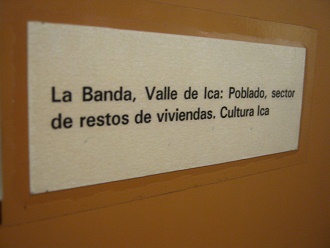 La Banda, Valle de Ica: Poblado, sector
de restos de viviendas. Cultura Ica